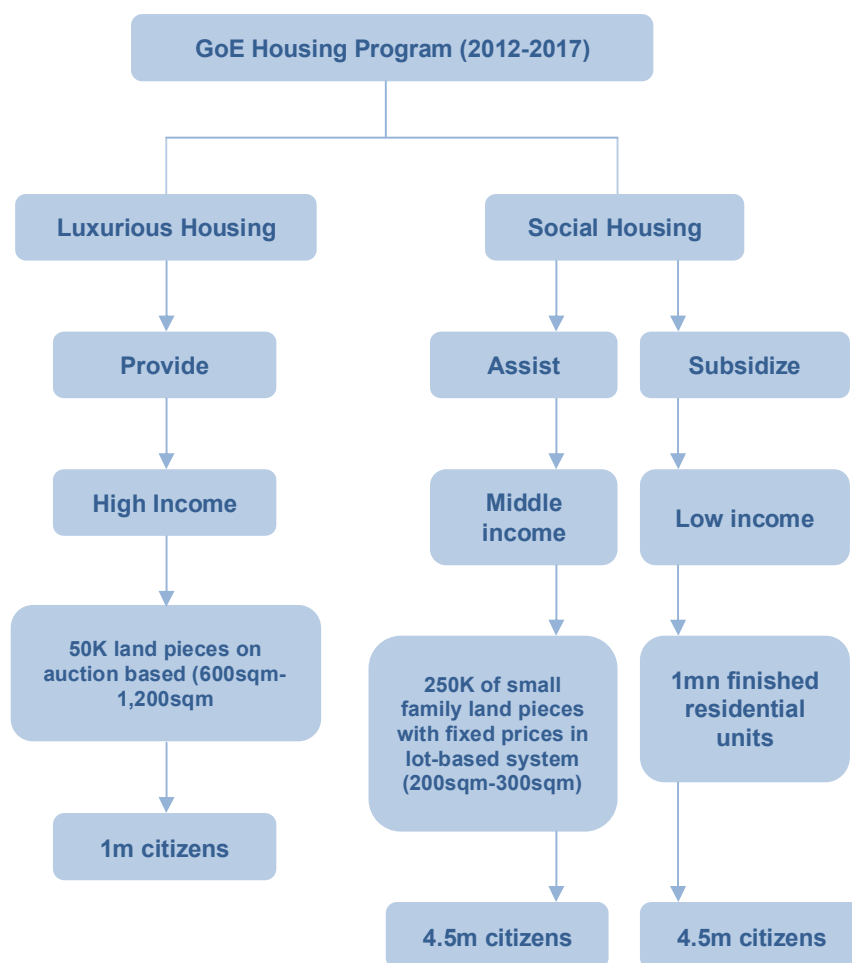 GoE Housing Program (2012-2017)
Luxurious Housing
Social Housing
Provide
Assist
Subsidize
High Income
Middle
income
Low income
50K land pieces on
auction based (600sqm-
1,200sqm
250K of small
family land pieces
with fixed prices in
lot-based system
(200sqm-300sqm)
1mn finished
residential
units
1m citizens
4.5m citizens
4.5m citizens